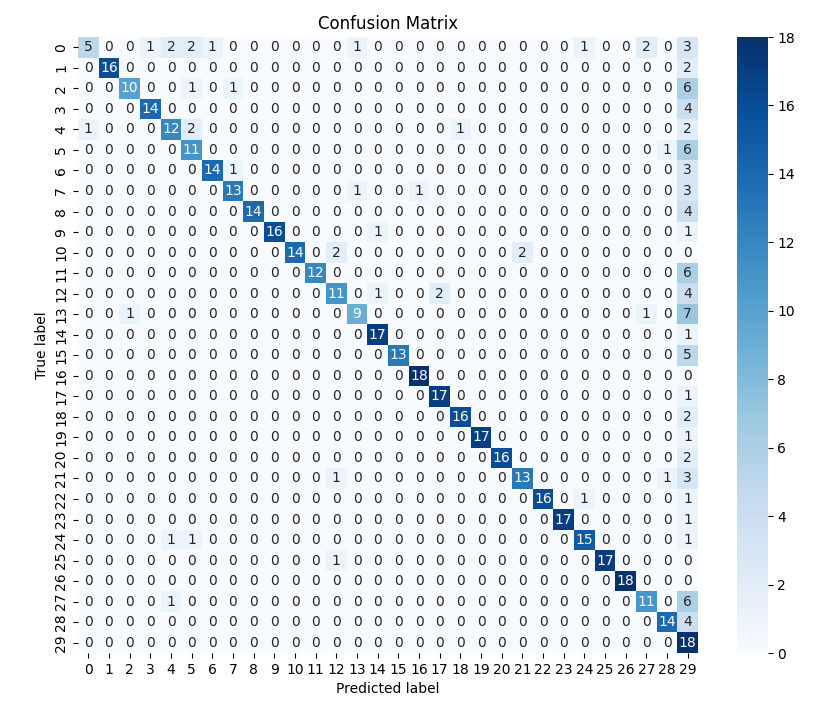 Confusion Matrix
0 5 0 0 1 2 2 1 0 0 0 0 0 0 1 0 0 0 0 0 0 0 0 0 0 1 0 0 2 0 3
1 0 16 0 0 0 0 0 0 0 0 0 0 0 0 0 0 0 0 0 0 0 0 0 0 0 0 0 0 0 2
2 0 0 10 0 0 1 0 1 0 0 0 0 0 0 0 0 0 0 0 0 0 0 0 0 0 0 0 0 0 6
3 0 0 0 14 0 0 0 0 0 0 0 0 0 0 0 0 0 0 0 0 0 0 0 0 0 0 0 0 0 4
4 1 0 0 0 12 2 0 0 0 0 0 0 0 0 0 0 0 0 1 0 0 0 0 0 0 0 0 0 0 2
5 0 0 0 0 0 11 0 0 0 0 0 0 0 0 0 0 0 0 0 0 0 0 0 0 0 0 0 0 1 6
6 0 0 0 0 0 0 14 1 0 0 0 0 0 0 0 0 0 0 0 0 0 0 0 0 0 0 0 0 0 3
7 0 0 0 0 0 0 0 13 0 0 0 0 0 1 0 0 1 0 0 0 0 0 0 0 0 0 0 0 0 3
8 0 0 0 0 0 0 0 0 14 0 0 0 0 0 0 0 0 0 0 0 0 0 0 0 0 0 0 0 0 4
9 0 0 0 0 0 0 0 0 0 16 0 0 0 0 1 0 0 0 0 0 0 0 0 0 0 0 0 0 0 1
10 0 0 0 0 0 0 0 0 0 0 14 0 2 0 0 0 0 0 0 0 0 2 0 0 0 0 0 0 0 0
11 0 0 0 0 0 0 0 0 0 0 0 12 0 0 0 0 0 0 0 0 0 0 0 0 0 0 0 0 0 6
12 0 0 0 0 0 0 0 0 0 0 0 0 11 0 1 0 0 2 0 0 0 0 0 0 0 0 0 0 0 4
13 0 0 1 0 0 0 0 0 0 0 0 0 0 9 0 0 0 0 0 0 0 0 0 0 0 0 0 1 0 7
14 0 0 0 0 0 0 0 0 0 0 0 0 0 0 17 0 0 0 0 0 0 0 0 0 0 0 0 0 0 1
15 0 0 0 0 0 0 0 0 0 0 0 0 0 0 0 13 0 0 0 0 0 0 0 0 0 0 0 0 0 5
16 0 0 0 0 0 0 0 0 0 0 0 0 0 0 0 0 18 0 0 0 0 0 0 0 0 0 0 0 0 0
17 0 0 0 0 0 0 0 0 0 0 0 0 0 0 0 0 0 17 0 0 0 0 0 0 0 0 0 0 0 1
18 0 0 0 0 0 0 0 0 0 0 0 0 0 0 0 0 0 0 16 0 0 0 0 0 0 0 0 0 0 2
19 0 0 0 0 0 0 0 0 0 0 0 0 0 0 0 0 0 0 0 17 0 0 0 0 0 0 0 0 0 1
20 0 0 0 0 0 0 0 0 0 0 0 0 0 0 0 0 0 0 0 0 16 0 0 0 0 0 0 0 0 2
21 0 0 0 0 0 0 0 0 0 0 0 0 1 0 0 0 0 0 0 0 0 13 0 0 0 0 0 0 1 3
22 0 0 0 0 0 0 0 0 0 0 0 0 0 0 0 0 0 0 0 0 0 0 16 0 1 0 0 0 0 1
23 0 0 0 0 0 0 0 0 0 0 0 0 0 0 0 0 0 0 0 0 0 0 0 17 0 0 0 0 0 1
24 0 0 0 0 1 1 0 0 0 0 0 0 0 0 0 0 0 0 0 0 0 0 0 0 15 0 0 0 0 1
25 0 0 0 0 0 0 0 0 0 0 0 0 1 0 0 0 0 0 0 0 0 0 0 0 0 17 0 0 0 0
26 0 0 0 0 0 0 0 0 0 0 0 0 0 0 0 0 0 0 0 0 0 0 0 0 0 0 18 0 0 0
27 0 0 0 0 1 0 0 0 0 0 0 0 0 0 0 0 0 0 0 0 0 0 0 0 0 0 0 11 0 6
28 0 0 0 0 0 0 0 0 0 0 0 0 0 0 0 0 0 0 0 0 0 0 0 0 0 0 0 0 14 4
29 0 0 0 0 0 0 0 0 0 0 0 0 0 0 0 0 0 0 0 0 0 0 0 0 0 0 0 0 0 18
0 1 2 3 4 5 6 7 8 9 10 11 12 13 14 15 16 17 18 19 20 21 22 23 24 25 26 27 28 29
Predicted label
True label
18
16
14
12
10
8
6
4
2
0